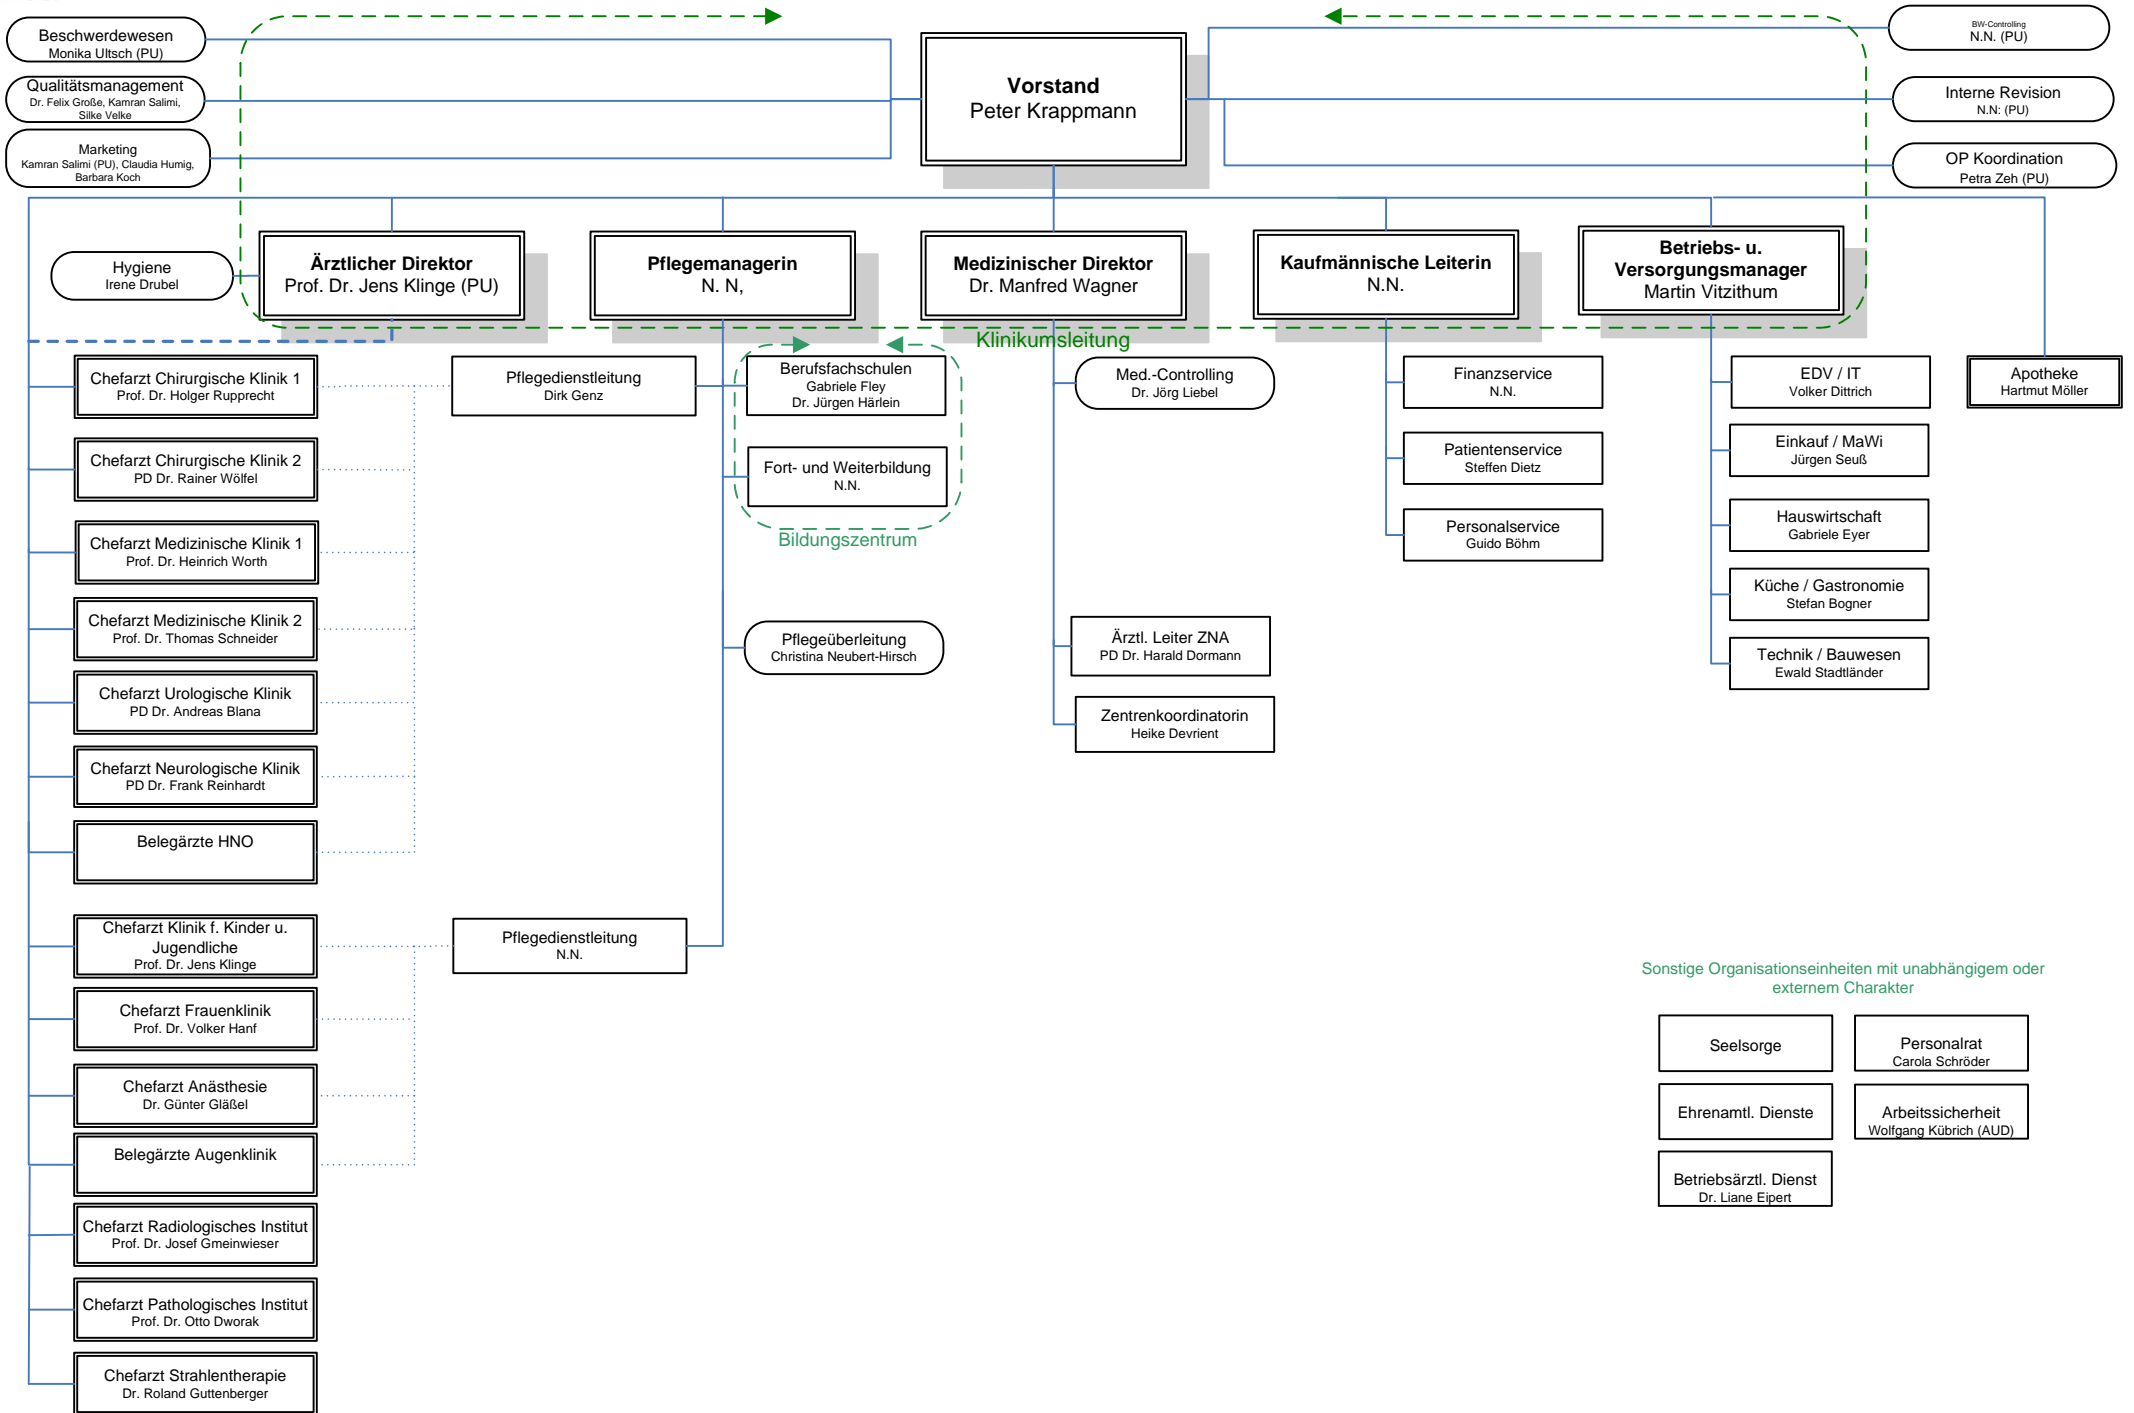 Beschwerdewesen
Monika Ultsch (PU)
Qualitätsmanagement
Dr. Felix Große, Kamran Salimi,
Silke Velke
Marketing
Kamran Salimi (PU), Claudia Humig,
Barbara Koch
Vorstand
Peter Krappmann
BW-Controlling
N.N. (PU)
Interne Revision
N.N: (PU)
OP Koordination
Petra Zeh (PU)
Hygiene
Irene Drubel
Ärztlicher Direktor
Prof. Dr. Jens Klinge (PU)
Pflegemanagerin
N. N,
Medizinischer Direktor
Dr. Manfred Wagner
Kaufmännische Leiterin
N.N.
Betriebs- u.
Versorgungsmanager
Martin Vitzithum
Klinikumsleitung
Chefarzt Chirurgische Klinik 1
Prof. Dr. Holger Rupprecht
Chefarzt Chirurgische Klinik 2
PD Dr. Rainer Wölfel
Chefarzt Medizinische Klinik 1
Prof. Dr. Heinrich Worth
Chefarzt Medizinische Klinik 2
Prof. Dr. Thomas Schneider
Chefarzt Urologische Klinik
PD Dr. Andreas Blana
Chefarzt Neurologische Klinik
PD Dr. Frank Reinhardt
Belegärzte HNO
Chefarzt Klinik f. Kinder u.
Jugendliche
Prof. Dr. Jens Klinge
Chefarzt Frauenklinik
Prof. Dr. Volker Hanf
Chefarzt Anästhesie
Dr. Günter Gläßel
Belegärzte Augenklinik
Chefarzt Radiologisches Institut
Prof. Dr. Josef Gmeinwieser
Chefarzt Pathologisches Institut
Prof. Dr. Otto Dworak
Chefarzt Strahlentherapie
Dr. Roland Guttenberger
Pflegedienstleitung
Dirk Genz
Pflegedienstleitung
N.N.
Berufsfachschulen
Gabriele Fley
Dr. Jürgen Härlein
Fort- und Weiterbildung
N.N.
Bildungszentrum
Pflegeüberleitung
Christina Neubert-Hirsch
Med.-Controlling
Dr. Jörg Liebel
Ärztl. Leiter ZNA
PD Dr. Harald Dormann
Zentrenkoordinatorin
Heike Devrient
Finanzservice
N.N.
Patientenservice
Steffen Dietz
Personalservice
Guido Böhm
EDV / IT
Volker Dittrich
Einkauf / MaWi
Jürgen Seuß
Hauswirtschaft
Gabriele Eyer
Küche / Gastronomie
Stefan Bogner
Technik / Bauwesen
Ewald Stadtländer
Apotheke
Hartmut Möller
Sonstige Organisationseinheiten mit unabhängigem oder
externem Charakter
Seelsorge
Personalrat
Carola Schröder
Ehrenamtl. Dienste
Arbeitssicherheit
Wolfgang Kübrich (AUD)
Betriebsärztl. Dienst
Dr. Liane Eipert